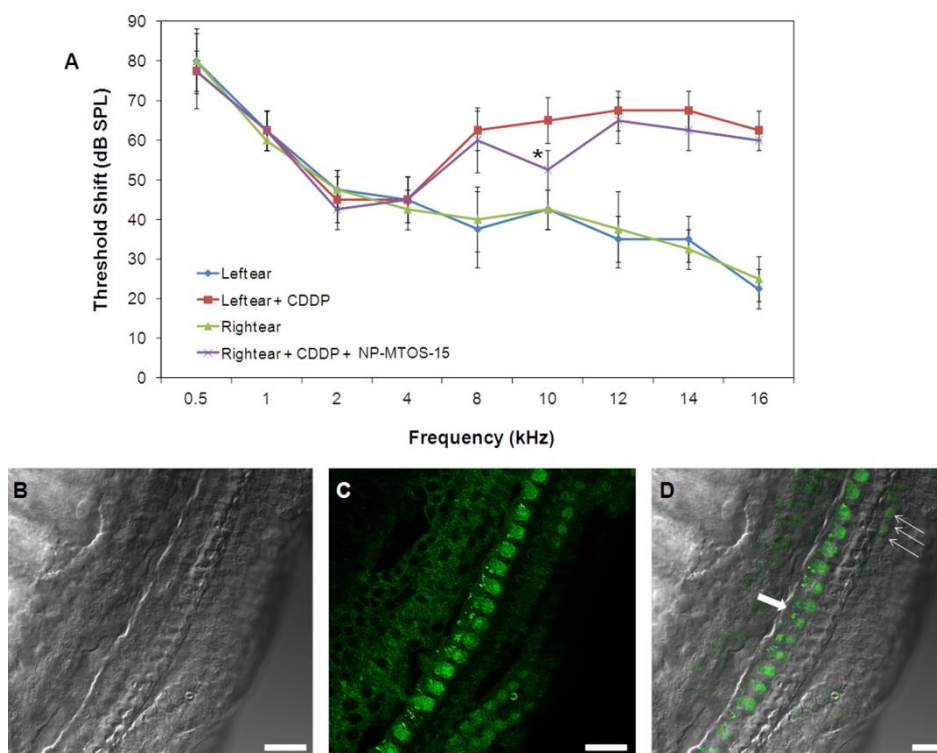 A
90
80
70
60
50
40
30
20
10
0
Threshold Shift (dB SPL)
*
Leftear
Leftear + CDDP
Rightear
Rightear + CDDP + NP-MTOS-15
0.5 1 2 4 8 10 12 14 16
Frequency (kHz)
B
C
D